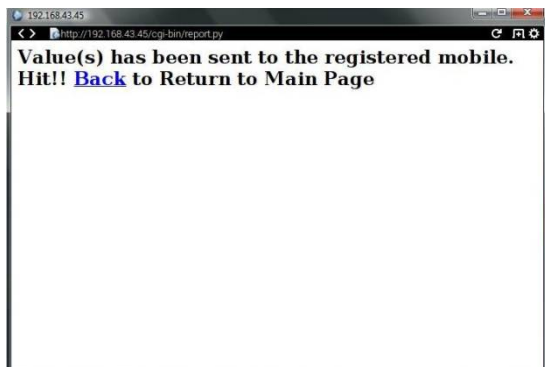 192.168.43.45
http://192.168.43.45/cgi-bin/report.py
Value(s) has been sent to the registered mobile.
Hit!! Back to Return to Main Page